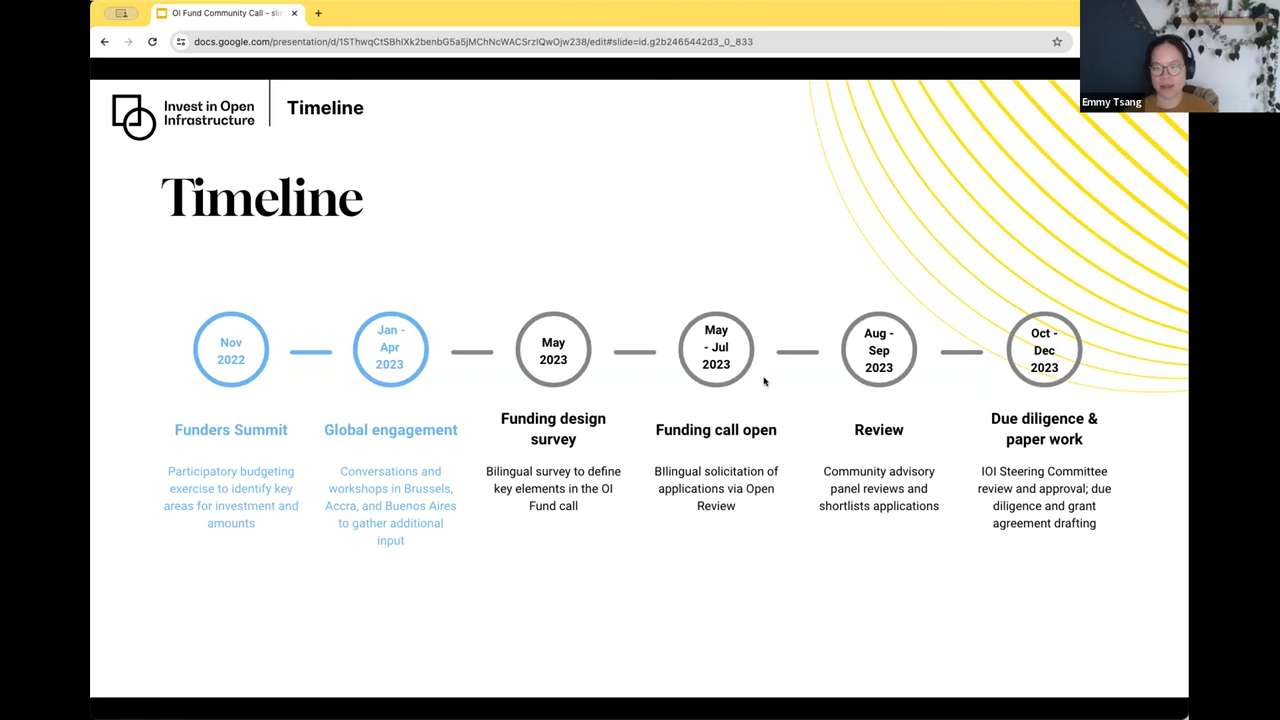 OI Fund Community Call - sli
docs.google.com/presentation/d/1SThwqCtSBhIXk2benbG5a5jMChNcWACSrzIQwOjw238/edit#slide=id.g2b2465442d3_0_833
Emmy Tsang
Invest in Open
Infrastructure
Timeline
Timeline
Nov
2022
Jan -
Apr
2023
May
2023
May
- Jul
2023
Aug -
Sep
2023
Oct -
Dec
2023
Funders Summit
Global engagement
Funding design
survey
Funding call open
Review
Due diligence &
paper work
Participatory budgeting
exercise to identify key
areas for investment and
amounts
Conversations and
workshops in Brussels,
Accra, and Buenos Aires
to gather additional
input
Bilingual survey to define
key elements in the OI
Fund call
BIlingual solicitation of
applications via Open
Review
Community advisory
panel reviews and
shortlists applications
IOI Steering Committee
review and approval; due
diligence and grant
agreement drafting